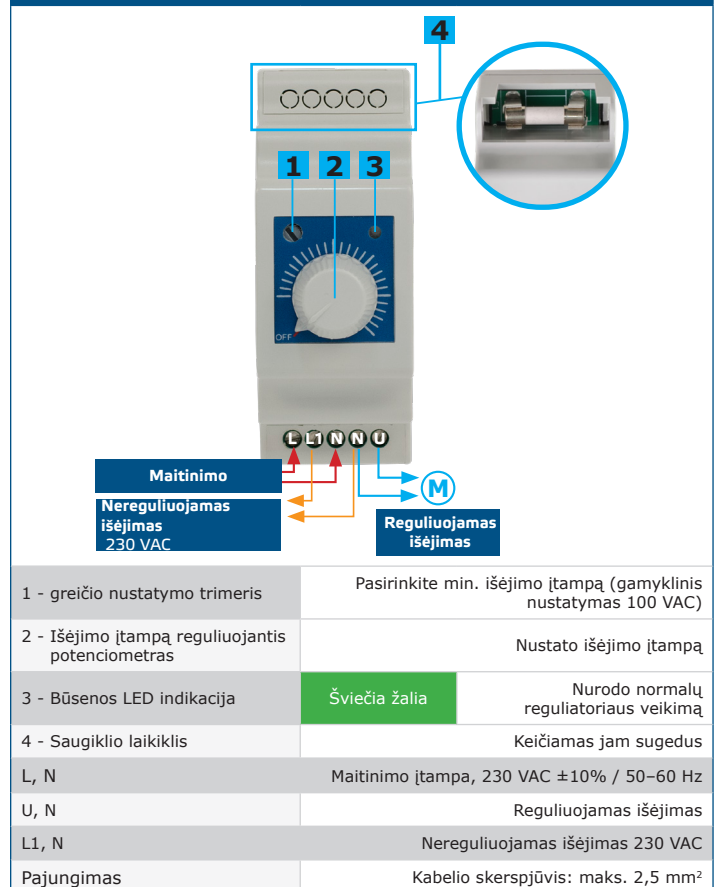 4
1 2 3
OFF
L L1 N N U
Maitinimo
M
Nereguliuojamas
išėjimas
230 VAC
Reguliuojamas
išėjimas
1 - greičio nustatymo trimeris
Pasirinkite min. išėjimo įtampą (gamyklinis
nustatymas 100 VAC)
2 - Išėjimo įtampą reguliuojantis
potenciometras
Nustato išėjimo įtampą
3 - Būsenos LED indikacija
Šviečia žalia
Nurodo normalų
reguliatoriaus veikimą
4 - Saugiklio laikiklis
Keičiamas jam sugedus
L, N
Maitinimo įtampa, 230 VAC ±10% / 50–60 Hz
U, N
Reguliuojamas išėjimas
L1, N
Nereguliuojamas išėjimas 230 VAC
Pajungimas
Kabelio skerspjūvis: maks. 2,5 mm²